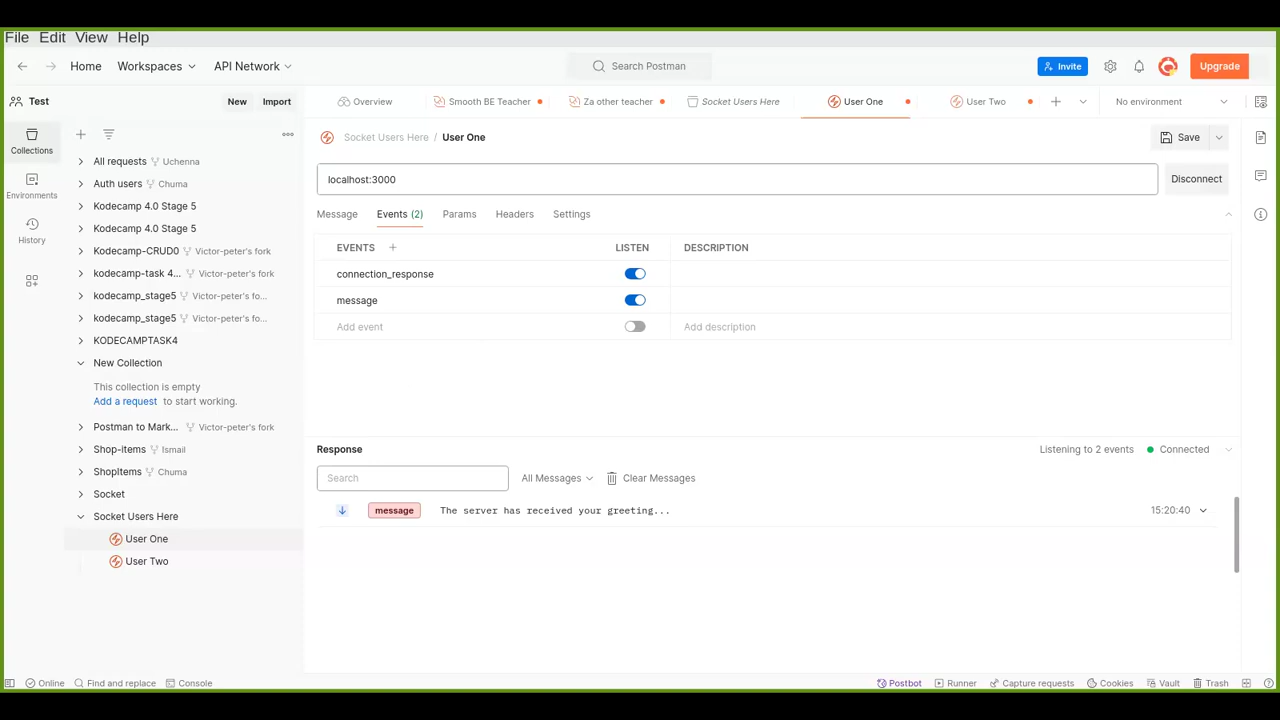 File Edit View Help
Home Workspaces API Network Search Postman Invite Upgrade
Test New Import Overview Smooth BE Teacher Za other teacher Socket Users Here User One User Two No environment
Collections
Environments
History
All requests Uchenna
Auth users Chuma
Kodecamp 4.0 Stage 5
Kodecamp 4.0 Stage 5
Kodecamp-CRUD0 Victor-peter's fork
kodecamp-task 4... Victor-peter's fork
kodecamp_stage5 Victor-peter's fo...
kodecamp_stage5 Victor-peter's fo...
KODECAMPTASK4
New Collection
This collection is empty
Add a request to start working.
Postman to Mark... Victor-peter's fork
Shop-items Ismail
ShopItems Chuma
Socket
Socket Users Here
User One
User Two
Socket Users Here / User One Save
localhost:3000 Disconnect
Message Events (2) Params Headers Settings
EVENTS + LISTEN DESCRIPTION
connection_response
message
Add event Add description
Response Listening to 2 events Connected
Search All Messages Clear Messages
message The server has received your greeting... 15:20:40
Online Find and replace Console Postbot Runner Capture requests Cookies Vault Trash